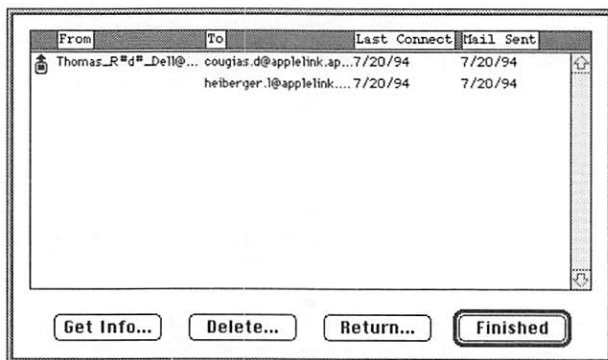 From To Last Connect Mail Sent
Thomas_R#d#_Dell@... cougias.d@applelink.ap...7/20/94 7/20/94
heiberger.l@applelink....7/20/94 7/20/94
Get Info... Delete... Return... Finished